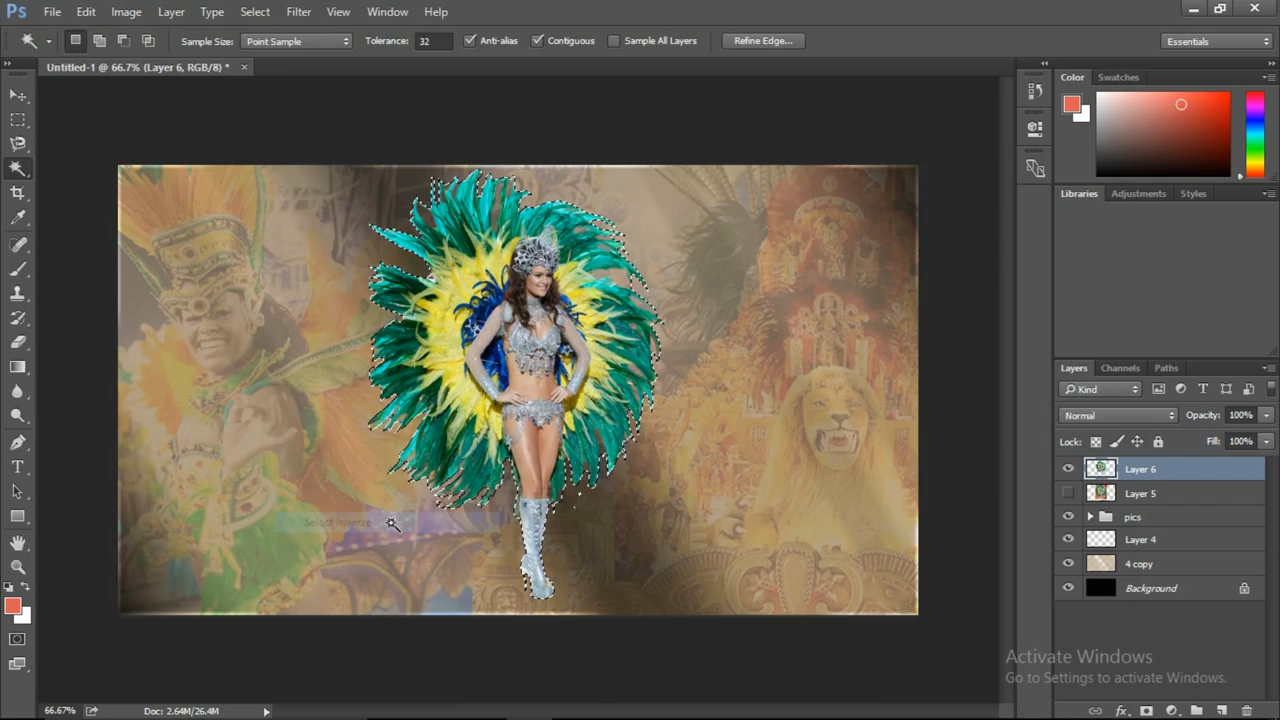 Ps File Edit Image Layer Type Select Filter View Window Help
Sample Size: Point Sample Tolerance: 32 Anti-alias Contiguous Sample All Layers Refine Edge... Essentials
Untitled-1 @ 66.7% (Layer 6, RGB/8) * ×
Color Swatches
Libraries Adjustments Styles
Layers Channels Paths
Kind
Normal Opacity: 100%
Lock: Fill: 100%
Layer 6
Layer 5
pics
Select Inverse
Layer 4
4 copy
Background
Activate Windows
Go to Settings to activate Windows.
66.67% Doc: 2.64M/26.4M